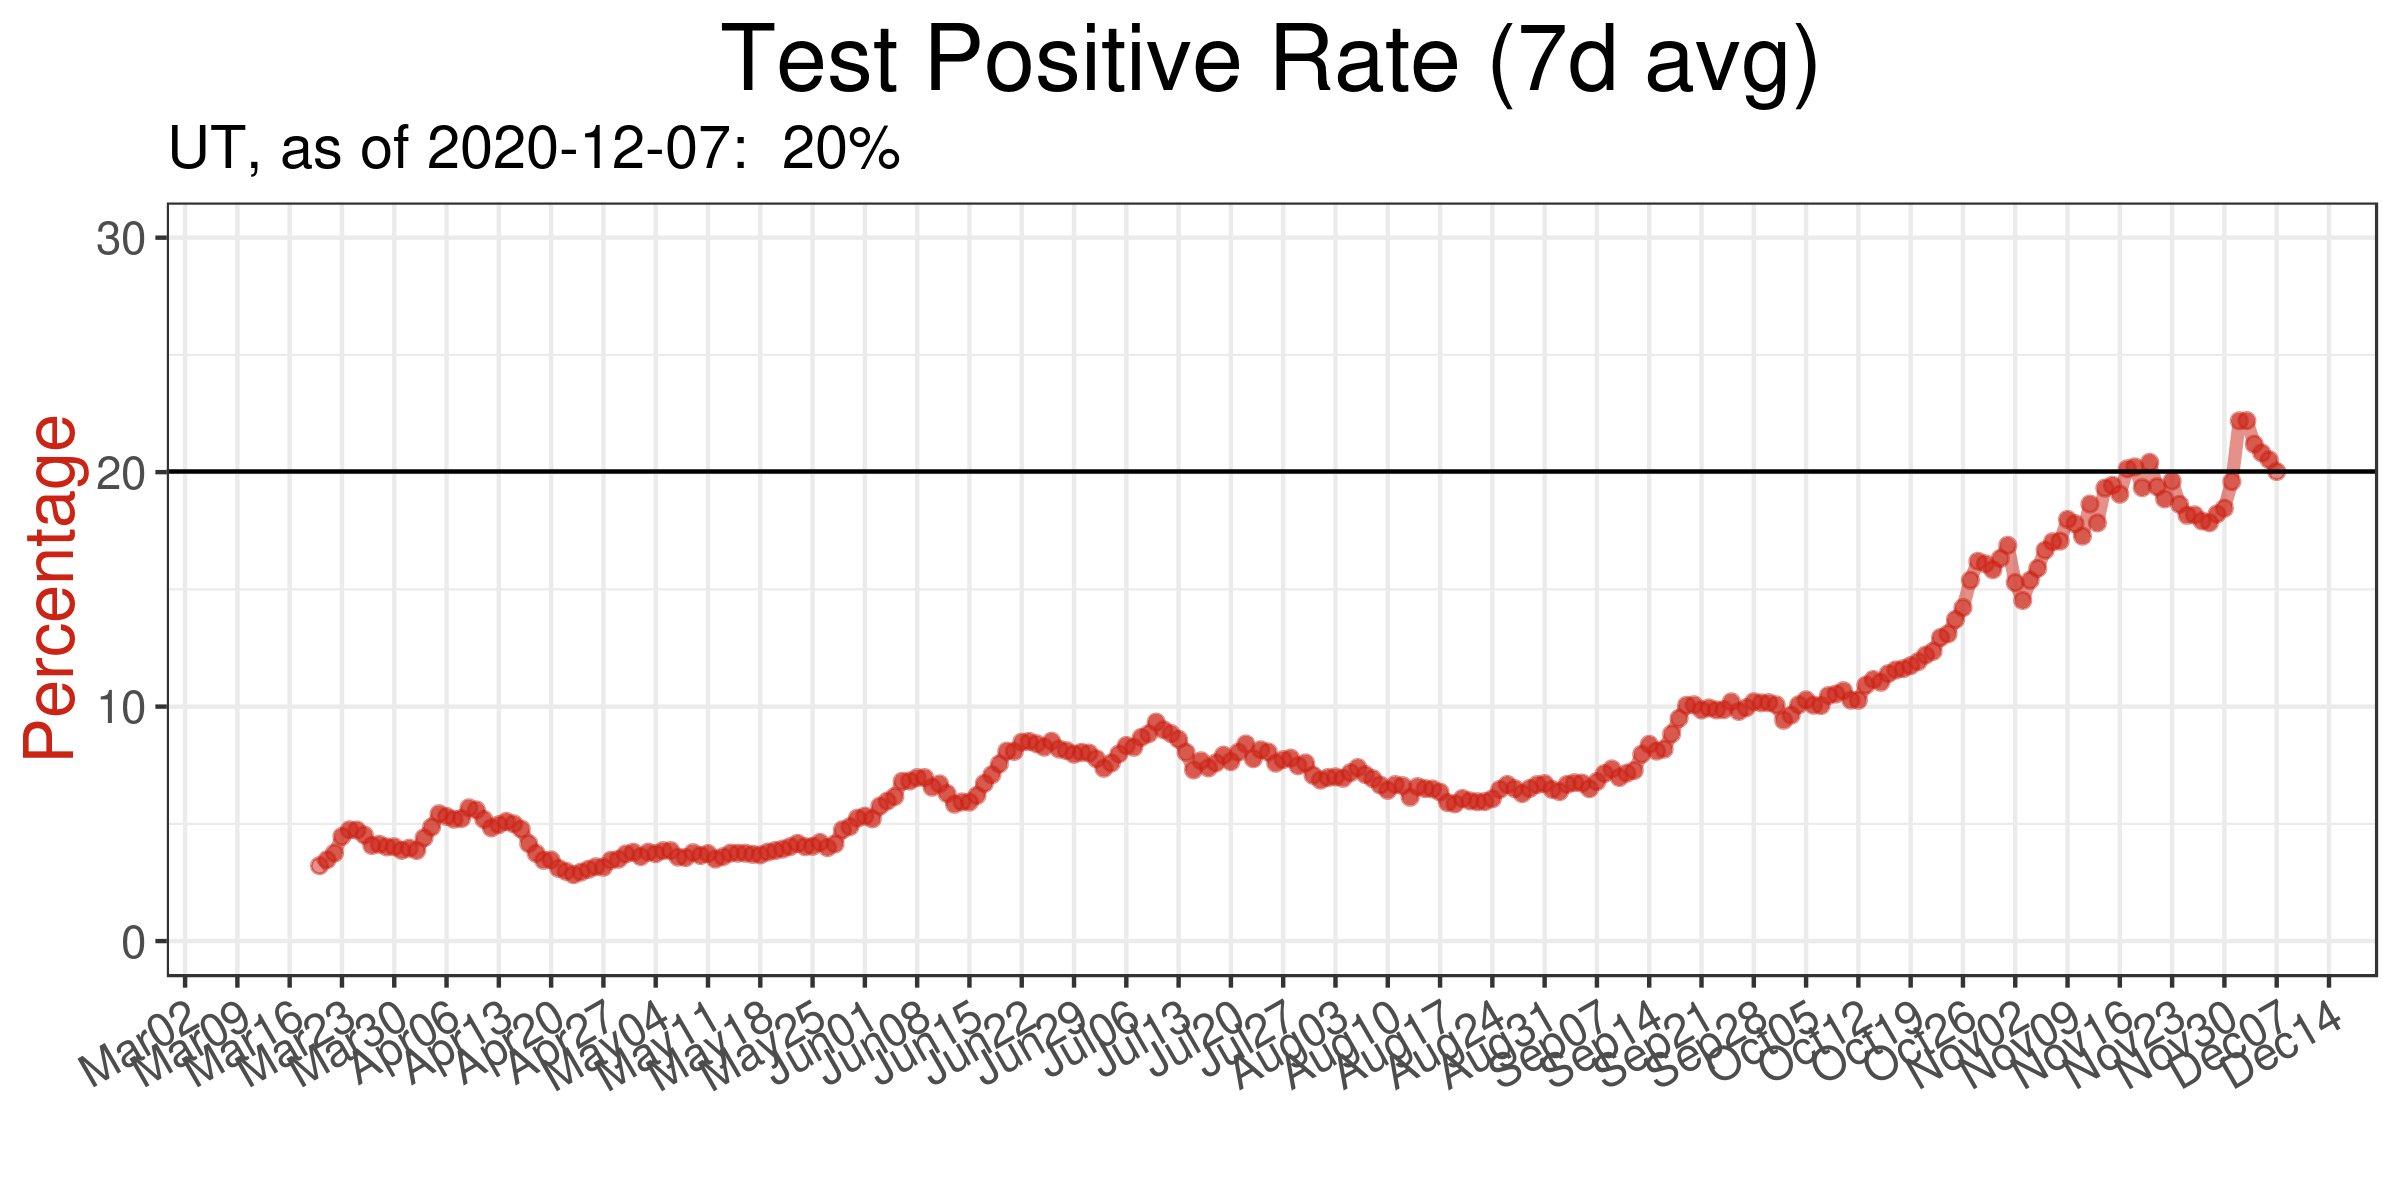 Test Positive Rate (7d avg)
UT, as of 2020-12-07:  20%
Percentage
30
20
10
0
Mar02
Mar09
Mar16
Mar23
Mar30
Apr06
Apr13
Apr20
Apr27
May04
May11
May18
May25
Jun01
Jun08
Jun15
Jun22
Jun29
Jul06
Jul13
Jul20
Jul27
Aug03
Aug10
Aug17
Aug24
Aug31
Sep07
Sep14
Sep21
Sep28
Oct05
Oct12
Oct19
Oct26
Nov02
Nov09
Nov16
Nov23
Nov30
Dec07
Dec14